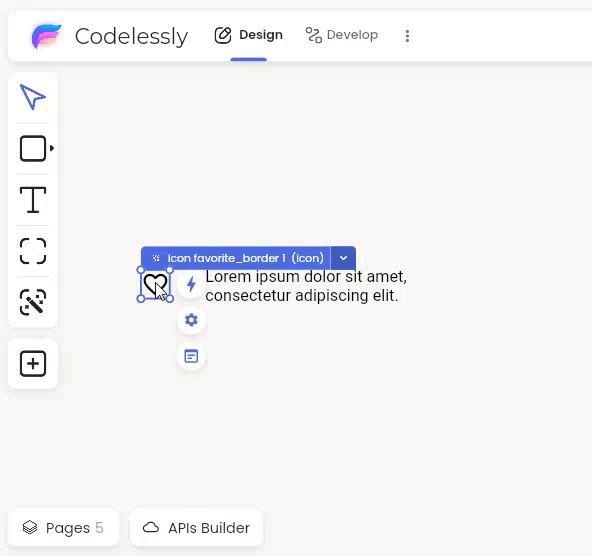 Codelessly
Design
Develop
T
Icon favorite_border 1 (icon)
Lorem ipsum dolor sit amet,
consectetur adipiscing elit.
Pages 5
APIs Builder